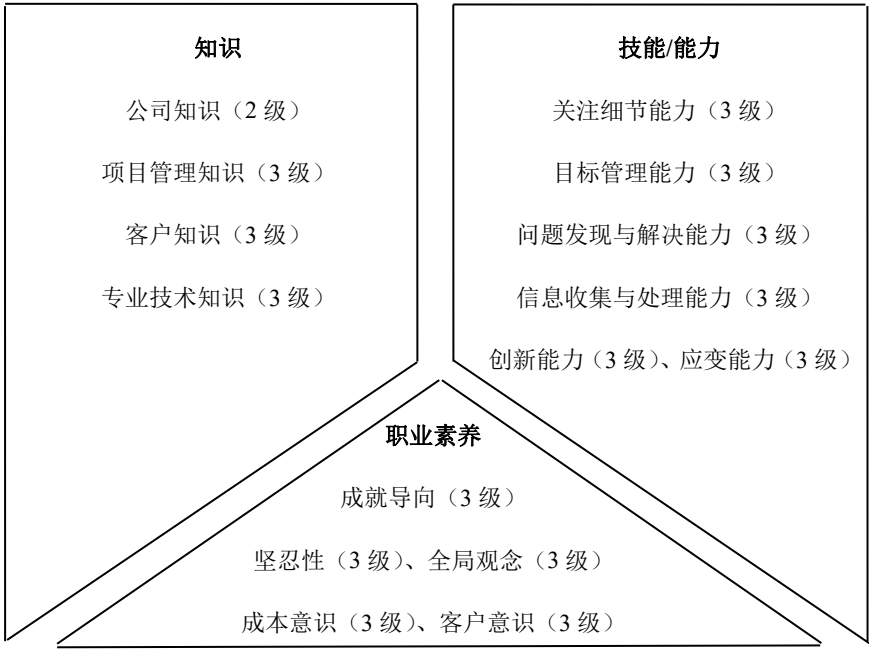 知识
公司知识（2 级）
项目管理知识（3 级）
客户知识（3 级）
专业技术知识（3 级）
技能/能力
关注细节能力（3 级）
目标管理能力（3 级）
问题发现与解决能力（3 级）
信息收集与处理能力（3 级）
创新能力（3 级）、应变能力（3 级）
职业素养
成就导向（3 级）
坚忍性（3 级）、全局观念（3 级）
成本意识（3 级）、客户意识（3 级）